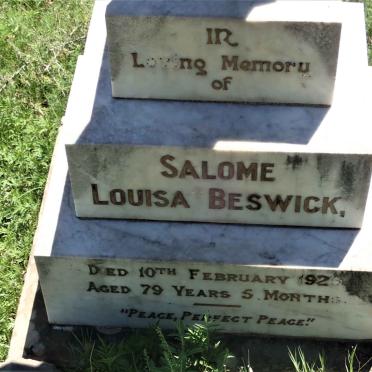 IN
Loving Memory
of
SALOME
LOUISA BESWICK,
DIED 10TH FEBRUARY
AGED 79 YEARS 5 MONTHS
"PEACE, PERFECT PEACE."